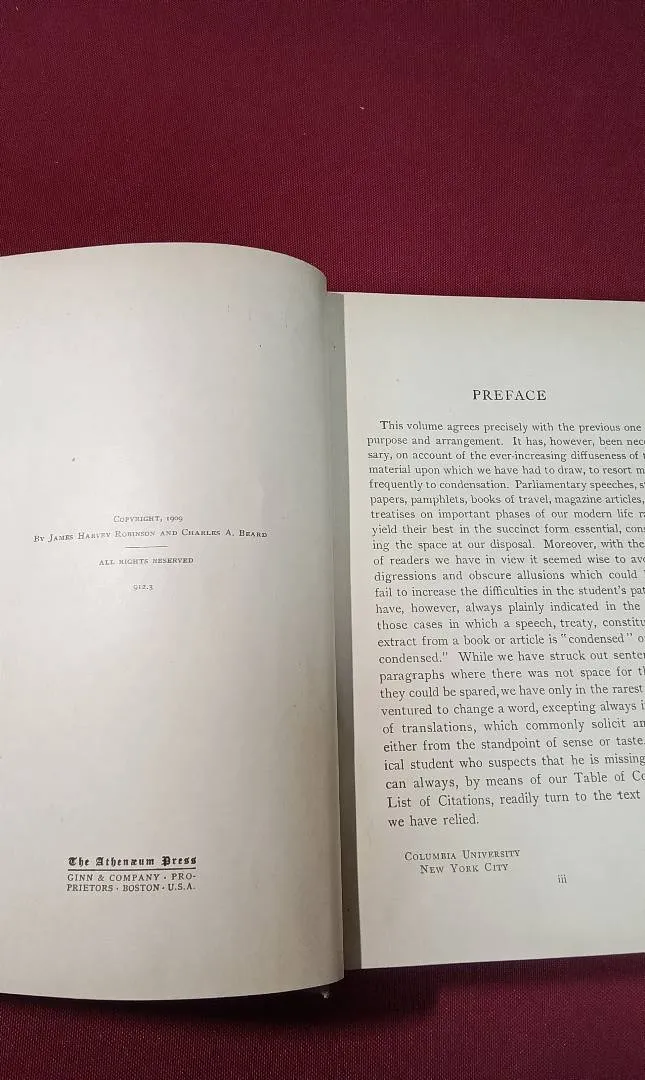 COPYRIGHT, 1909
BY JAMES HARVEY ROBINSON AND CHARLES A. BEARD
ALL RIGHTS RESERVED
912.3
The Athenæum Press
GINN & COMPANY · PRO-
PRIETORS · BOSTON · U.S.A.
PREFACE
This volume agrees precisely with the previous one
purpose and arrangement. It has, however, been nece
sary, on account of the ever-increasing diffuseness of
material upon which we have had to draw, to resort m
frequently to condensation. Parliamentary speeches, s
papers, pamphlets, books of travel, magazine articles,
treatises on important phases of our modern life ra
yield their best in the succinct form essential, cons
ing the space at our disposal. Moreover, with the
of readers we have in view it seemed wise to avo
digressions and obscure allusions which could
fail to increase the difficulties in the student's pat
have, however, always plainly indicated in the
those cases in which a speech, treaty, constitu
extract from a book or article is "condensed" o
condensed." While we have struck out senten
paragraphs where there was not space for th
they could be spared, we have only in the rarest
ventured to change a word, excepting always i
of translations, which commonly solicit am
either from the standpoint of sense or taste.
ical student who suspects that he is missing
can always, by means of our Table of Co
List of Citations, readily turn to the text
we have relied.
COLUMBIA UNIVERSITY
NEW YORK CITY
iii